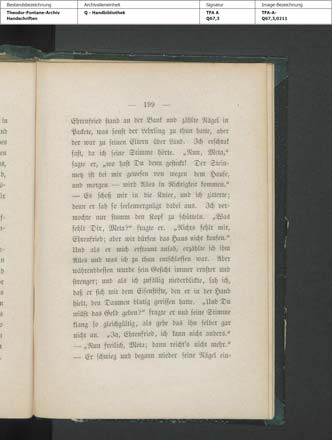 Bestandsbezeichnung
Archivalieneinheit
Signatur
Image-Bezeichnung
Theodor-Fontane-Archiv
Q - Handbibliothek
TFA A
TFA-A-
Handschriften
Q67,3
Q67,3,0211
— 199 —
Ehrenfried stand an der Bank und zählte Nägel in
Packete, was sonst der Lehrling zu thun hatte, aber
der war zu seinen Eltern über Land. Ich erschrak
fast, da ich seine Stimme hörte. „Nun, Meta,“
sagte er, „wo hast Du denn gesteckt! Der Stein-
metz ist bei mir gewesen von wegen dem Hause,
und morgen — wird Alles in Richtigkeit kommen.“
— Es schoß mir in die Kniee, und ich zitterte;
denn er sah so seelenvergnügt dabei aus. Ich ver-
mochte nur stumm den Kopf zu schütteln. „Was
fehlt Dir, Meta?“ fragte er. „Nichts fehlt mir,
Ehrenfried; aber wir dürfen das Haus nicht kaufen.“
Und als er mich erstaunt ansah, erzählte ich ihm
Alles und was ich zu thun entschlossen war. Aber
währenddessen wurde sein Gesicht immer ernster und
strenger; und als ich zufällig niederblickte, sah ich,
daß er sich mit dem Eisenstifte, den er in der Hand
hielt, den Daumen blutig gerissen hatte. „Und Du
willst das Geld geben?“ fragte er und seine Stimme
klang so gleichgültig, als gehe das ihn selber gar
nicht an. „Ja, Ehrenfried, ich kann nicht anders.“
— „Nun freilich, Meta; dann reicht's nicht mehr.“
— Er schwieg und begann wieder seine Nägel ein-